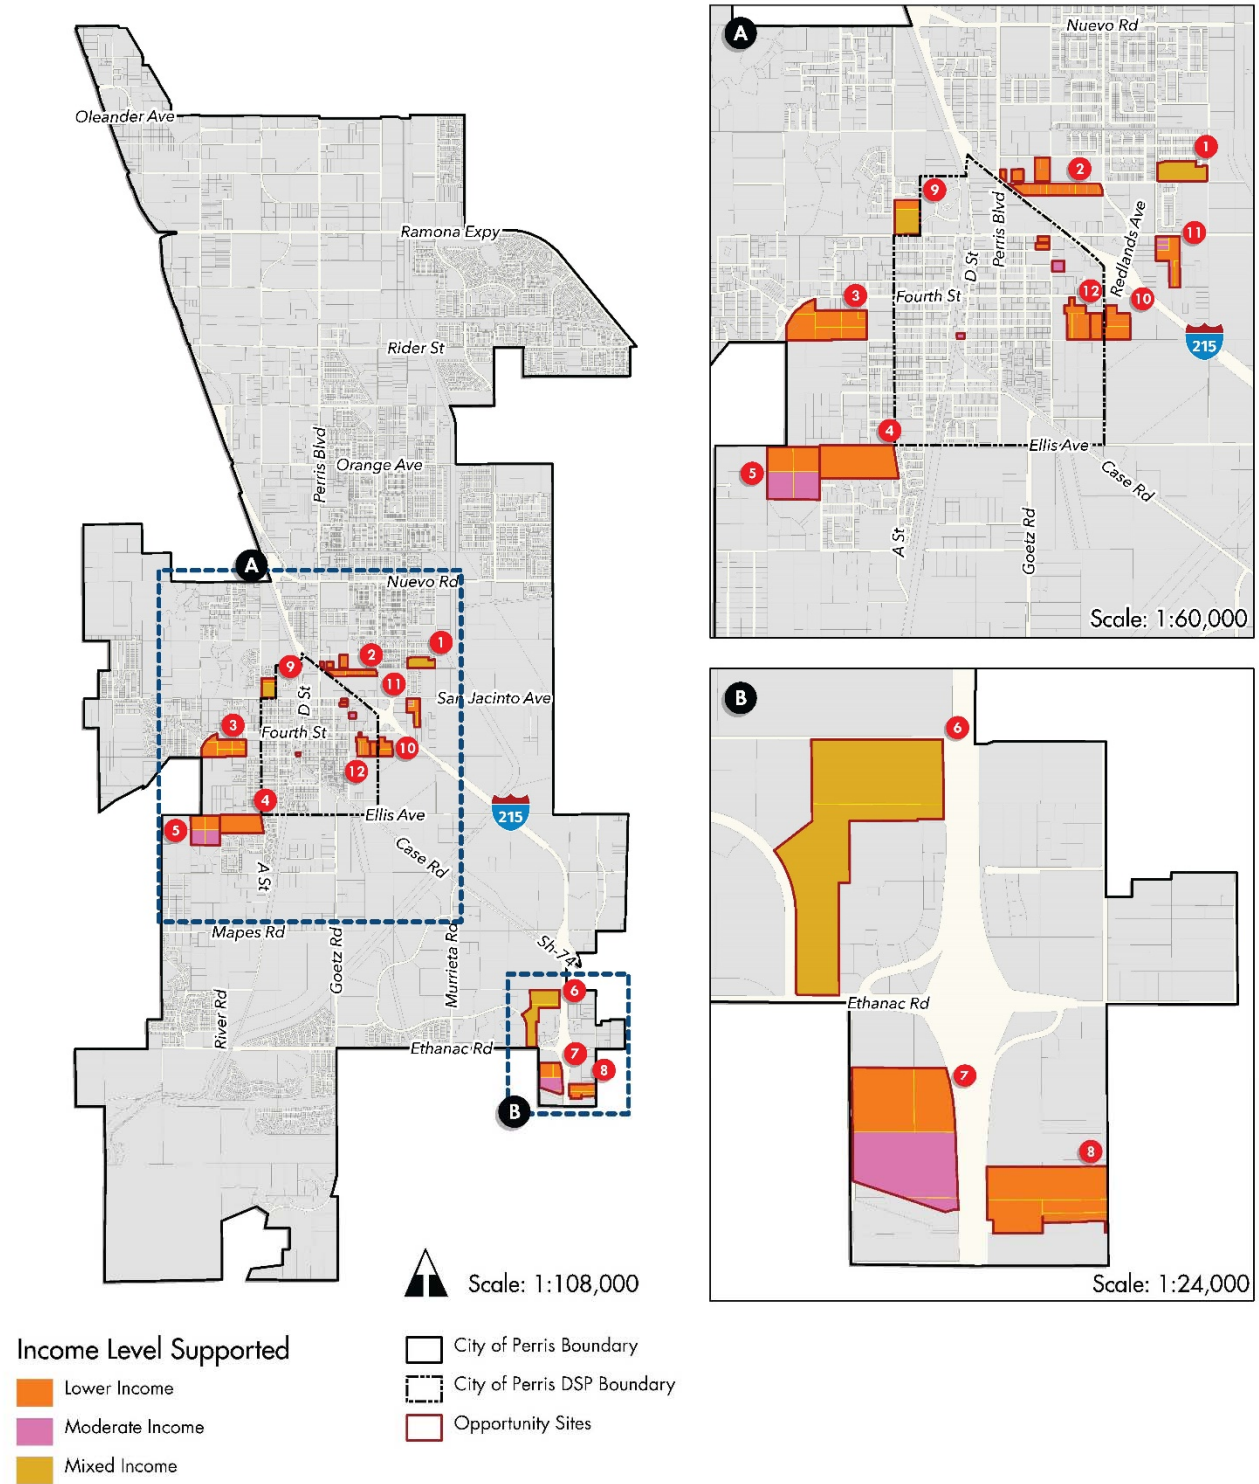 Oleander Ave
Ramona Expy
Rider St
Perris Blvd
Orange Ave
A
Nuevo Rd
1
2
9
11
San Jacinto Ave
D St
3
Fourth St
10
12
4
5
Ellis Ave
215
A St
Case Rd
Mapes Rd
Goetz Rd
Murrieta Rd
Sh-74
River Rd
6
Ethanac Rd
7
8
B
Scale: 1:108,000
A
Nuevo Rd
1
2
9
Perris Blvd
Redlands Ave
11
D St
3
Fourth St
12
10
215
4
Ellis Ave
5
Case Rd
A St
Goetz Rd
Scale: 1:60,000
B
6
Ethanac Rd
7
8
Scale: 1:24,000
Income Level Supported
Lower Income
Moderate Income
Mixed Income
City of Perris Boundary
City of Perris DSP Boundary
Opportunity Sites